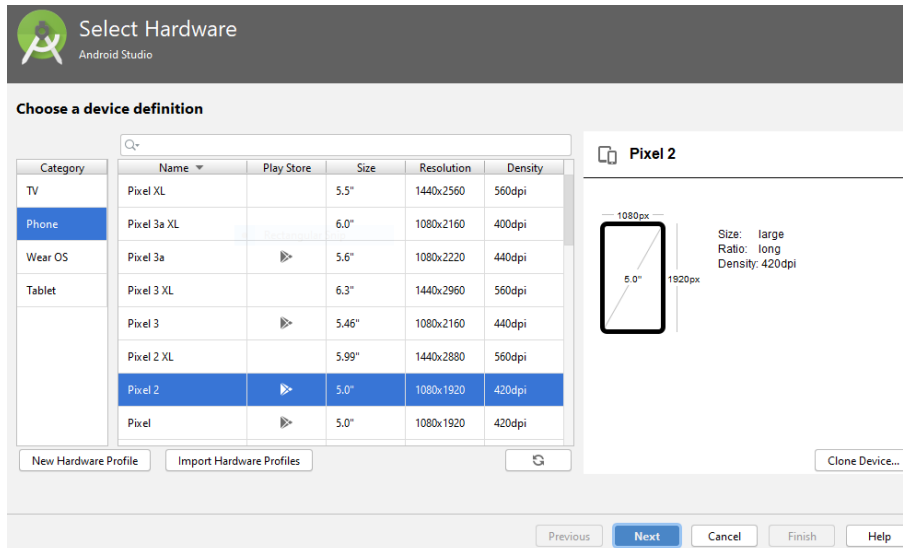 Select Hardware
Android Studio
Choose a device definition
Category
TV
Phone
Wear OS
Tablet
Name Play Store Size Resolution Density
Pixel XL 5.5" 1440x2560 560dpi
Pixel 3a XL 6.0" 1080x2160 400dpi
Pixel 3a 5.6" 1080x2220 440dpi
Pixel 3 XL 6.3" 1440x2960 560dpi
Pixel 3 5.46" 1080x2160 440dpi
Pixel 2 XL 5.99" 1440x2880 560dpi
Pixel 2 5.0" 1080x1920 420dpi
Pixel 5.0" 1080x1920 420dpi
New Hardware Profile Import Hardware Profiles
Pixel 2
1080px
5.0" 1920px
Size: large
Ratio: long
Density: 420dpi
Clone Device...
Previous Next Cancel Finish Help